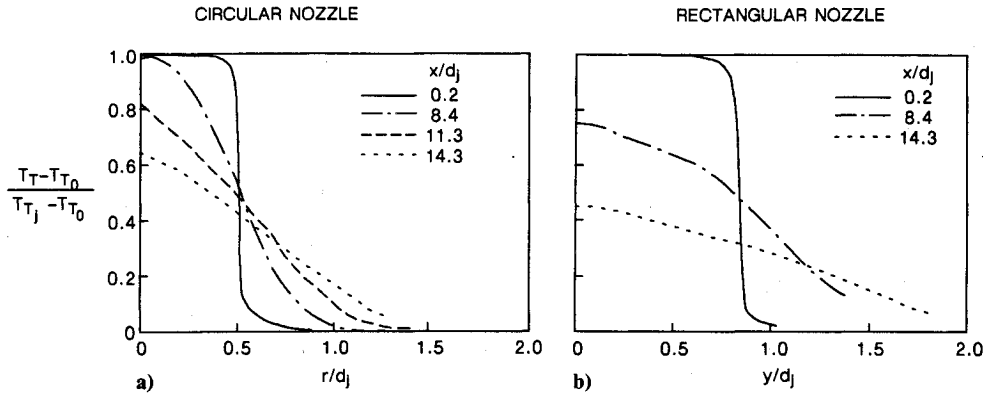 CIRCULAR NOZZLE
RECTANGULAR NOZZLE
T_T-T_T0
T_Tj-T_T0
1.0
0.8
0.6
0.4
0.2
0
x/dj
0.2
8.4
11.3
14.3
0
0.5
1.0
1.5
2.0
r/dj
a)
x/dj
0.2
8.4
14.3
0
0.5
1.0
1.5
2.0
y/dj
b)